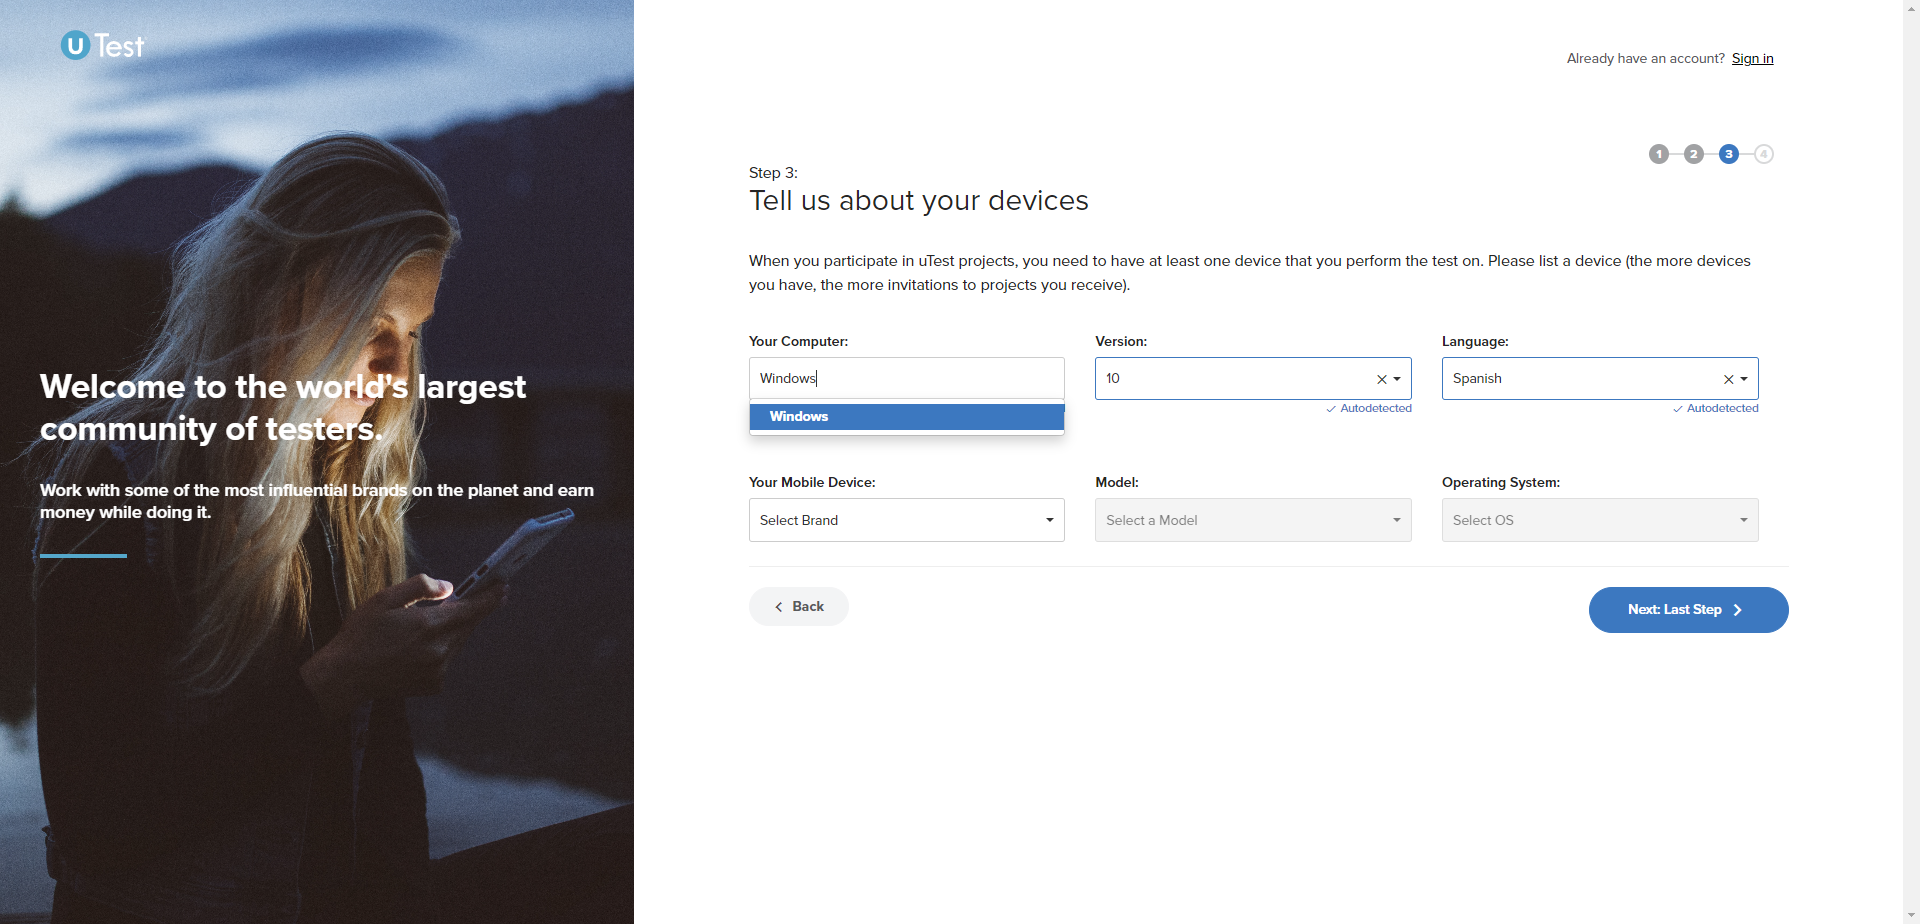 U Test
Already have an account? Sign in
1 2 3 4
Step 3:
Tell us about your devices
When you participate in uTest projects, you need to have at least one device that you perform the test on. Please list a device (the more devices
you have, the more invitations to projects you receive).
Your Computer: Version: Language:
Windows 10 Spanish
Autodetected Autodetected
Windows
Your Mobile Device: Model: Operating System:
Select Brand Select a Model Select OS
Back Next: Last Step
Welcome to the world's largest
community of testers.
Work with some of the most influential brands on the planet and earn
money while doing it.